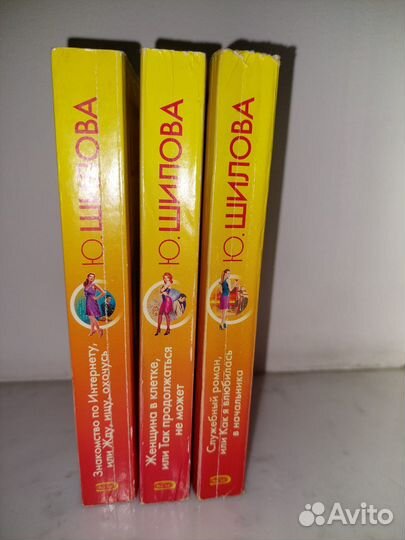 Ю. ШИЛОВА
Знакомство по Интернету,
или Жду, ищу, охочусь
Ю. ШИЛОВА
Женщина в клетке,
или Так продолжаться
не может
Ю. ШИЛОВА
Служебный роман,
или Как я влюбилась
в начальника
Avito